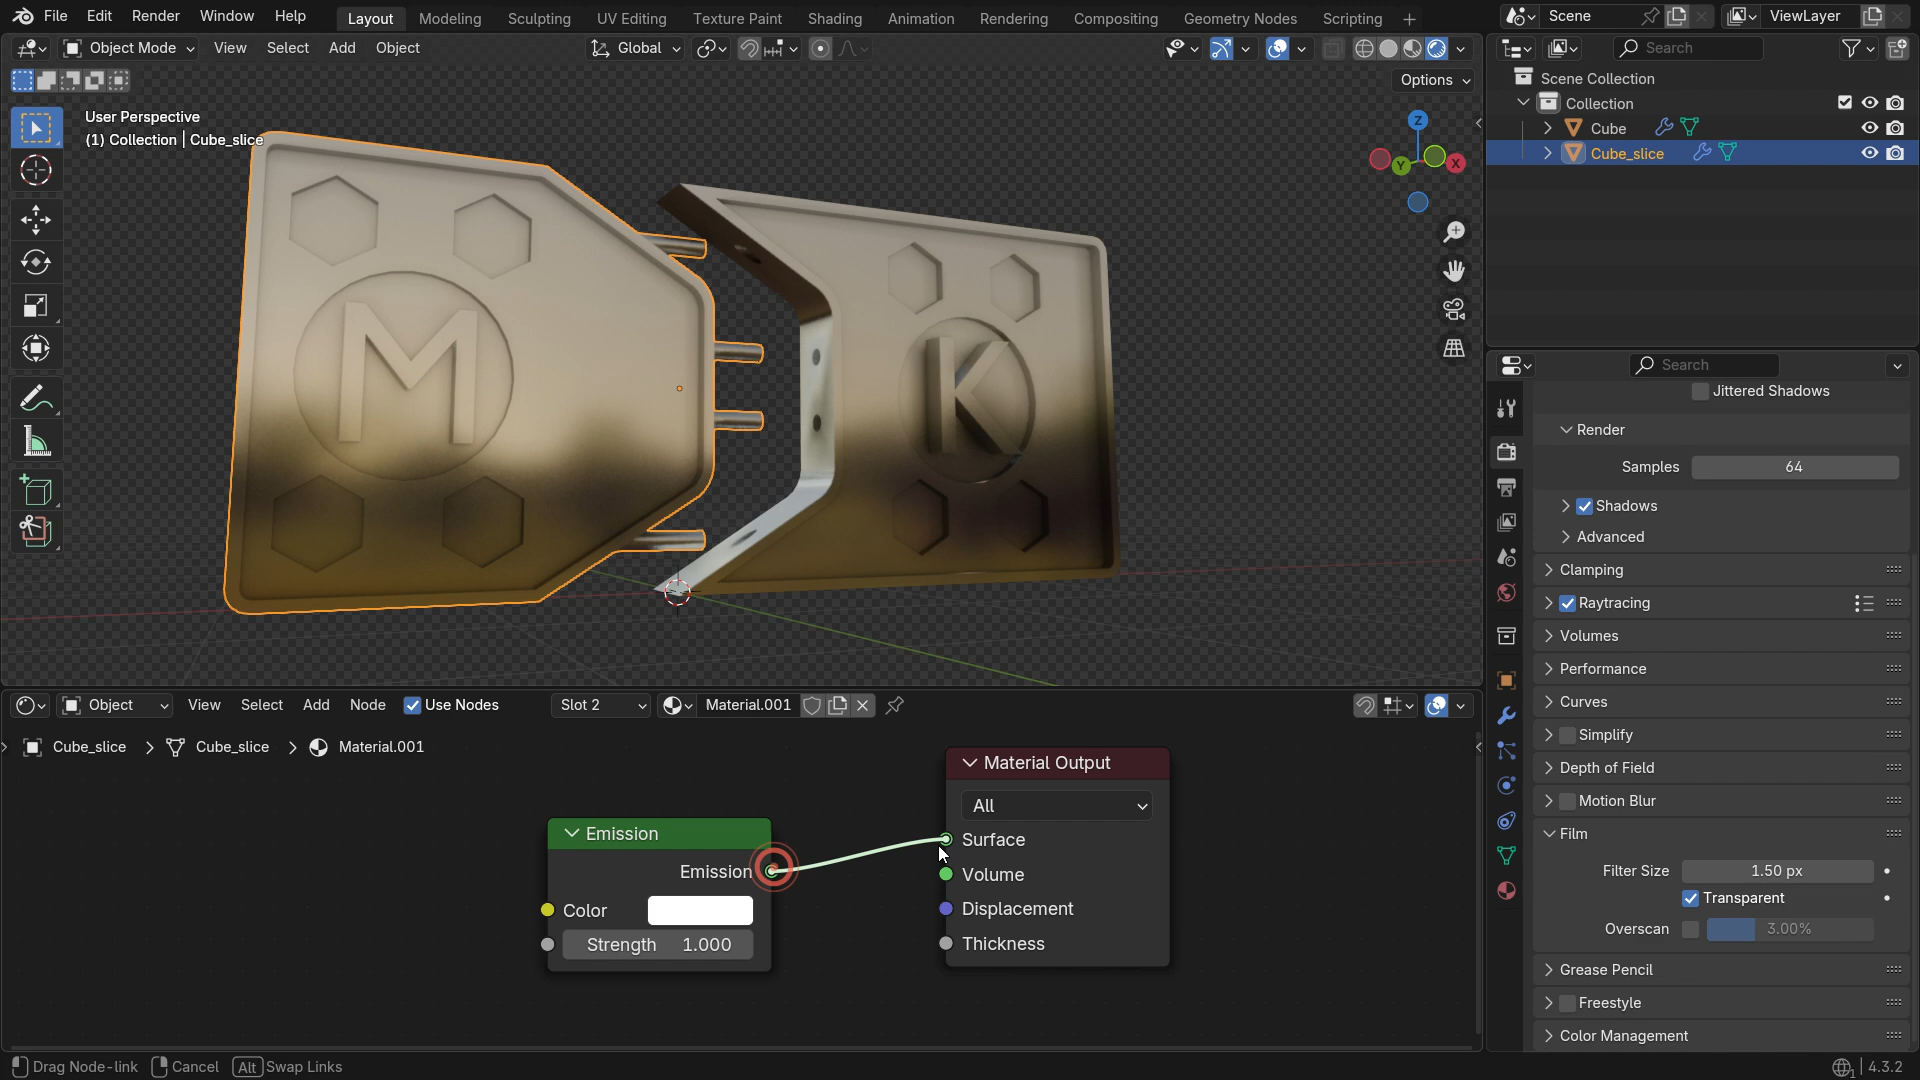 File Edit Render Window Help Layout Modeling Sculpting UV Editing Texture Paint Shading Animation Rendering Compositing Geometry Nodes Scripting Scene ViewLayer
Object Mode View Select Add Object Global Search
Options
User Perspective
(1) Collection | Cube_slice
Z
Y
X
M
K
Scene Collection
Collection
Cube
Cube_slice
Search
Jittered Shadows
Render
Samples 64
Shadows
Advanced
Clamping
Raytracing
Volumes
Performance
Curves
Simplify
Depth of Field
Motion Blur
Film
Filter Size 1.50 px
Transparent
Overscan 3.00%
Grease Pencil
Freestyle
Color Management
Object View Select Add Node Use Nodes Slot 2 Material.001
Cube_slice Cube_slice Material.001
Emission
Emission
Color
Strength 1.000
Material Output
All
Surface
Volume
Displacement
Thickness
Drag Node-link Cancel Alt Swap Links 4.3.2